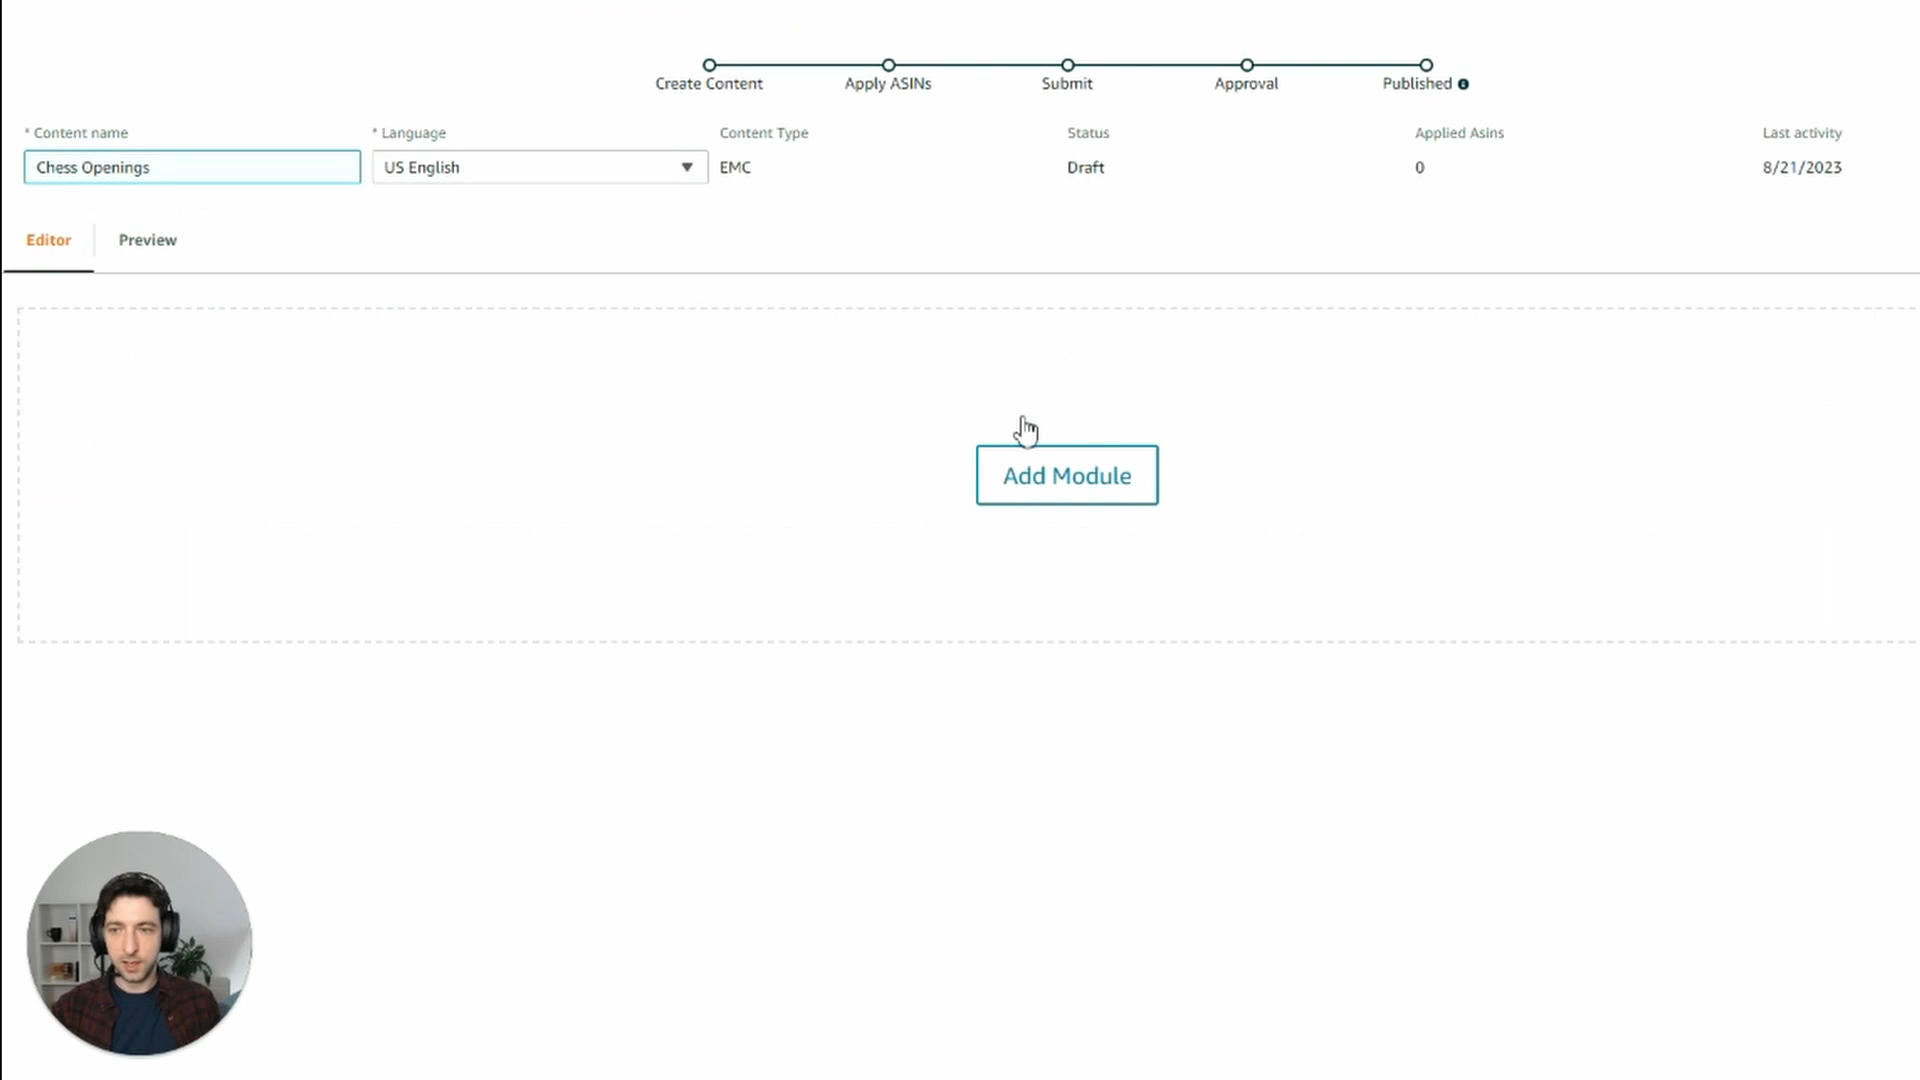 Create Content Apply ASINs Submit Approval Published
* Content name * Language Content Type Status Applied Asins Last activity
Chess Openings US English EMC Draft 0 8/21/2023
Editor Preview
Add Module